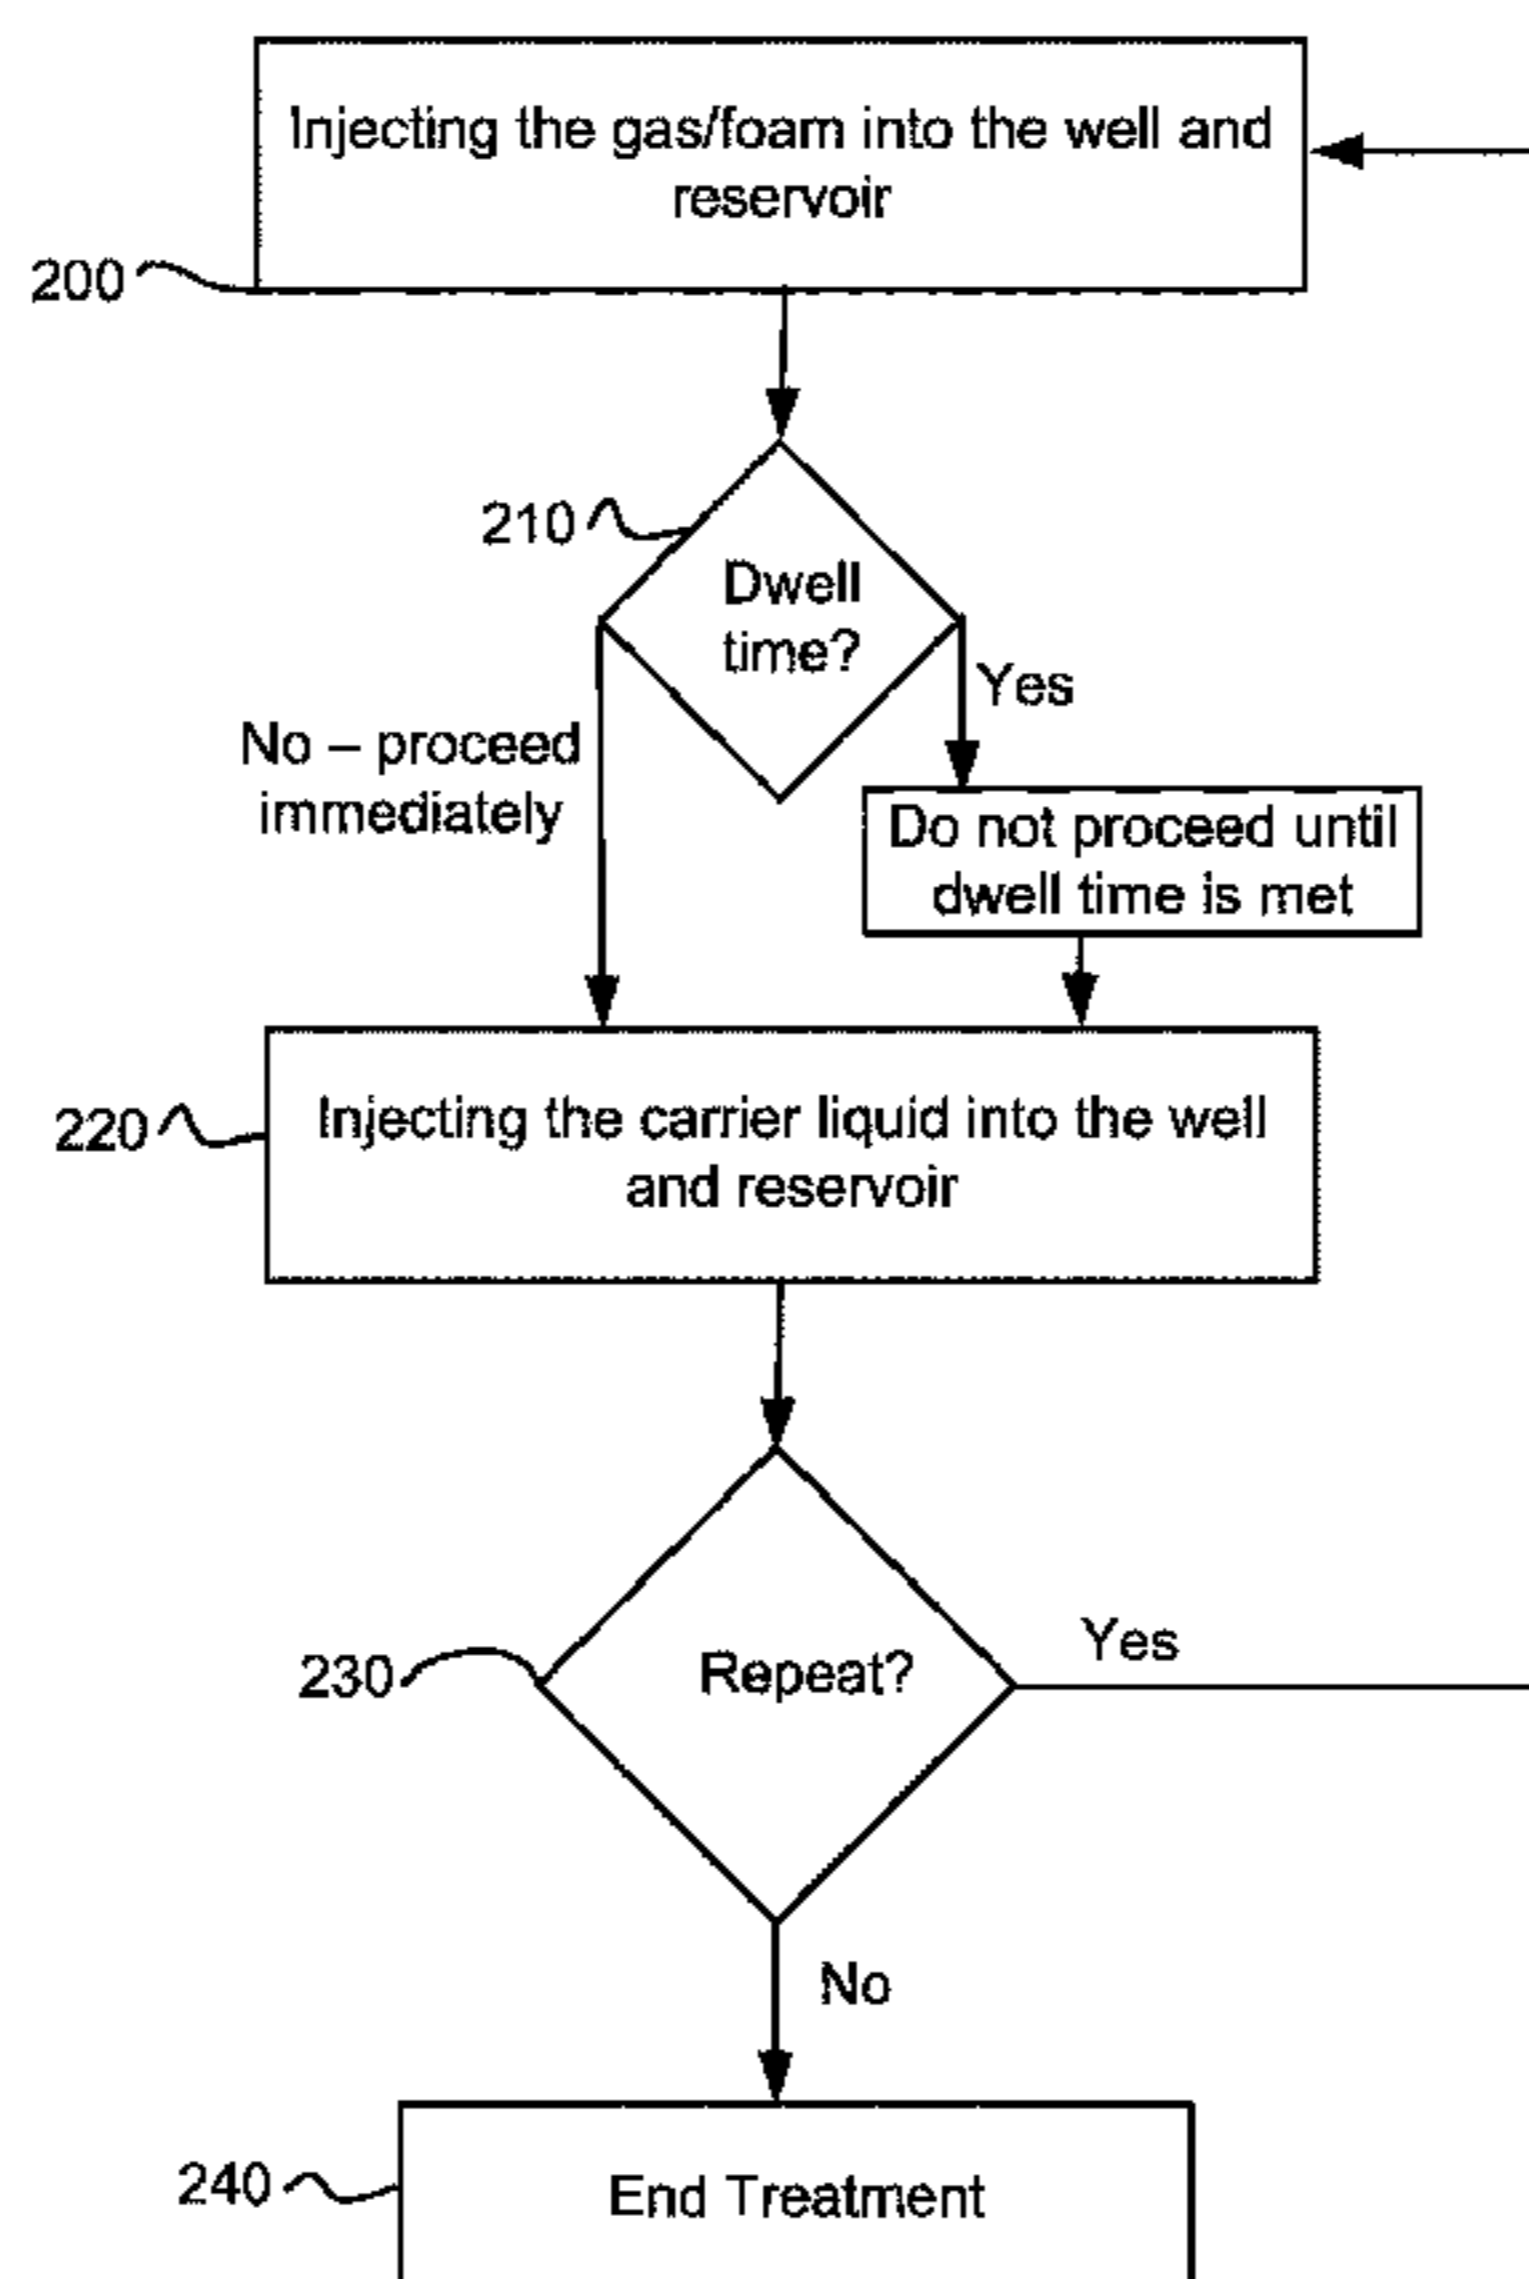 Injecting the gas/foam into the well and
reservoir
200
210
Dwell
time?
Yes
No – proceed
immediately
Do not proceed until
dwell time is met
220
Injecting the carrier liquid into the well
and reservoir
230
Repeat?
Yes
No
240
End Treatment